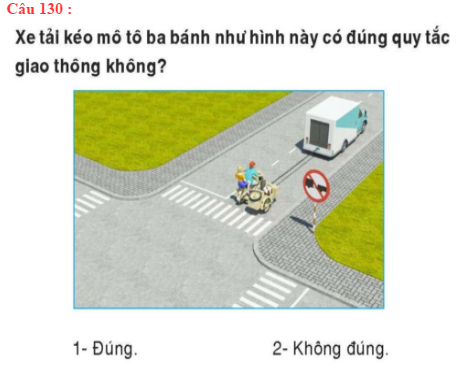 Câu 130 :
Xe tải kéo mô tô ba bánh như hình này có đúng quy tắc
giao thông không?
1- Đúng.
2- Không đúng.